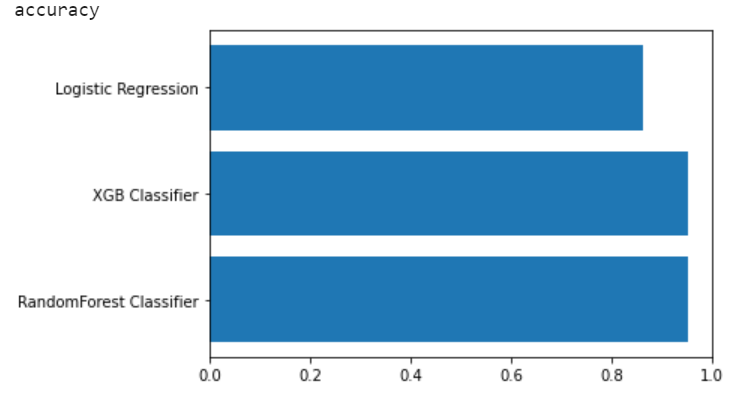 accuracy
Logistic Regression
XGB Classifier
RandomForest Classifier
0.0 0.2 0.4 0.6 0.8 1.0